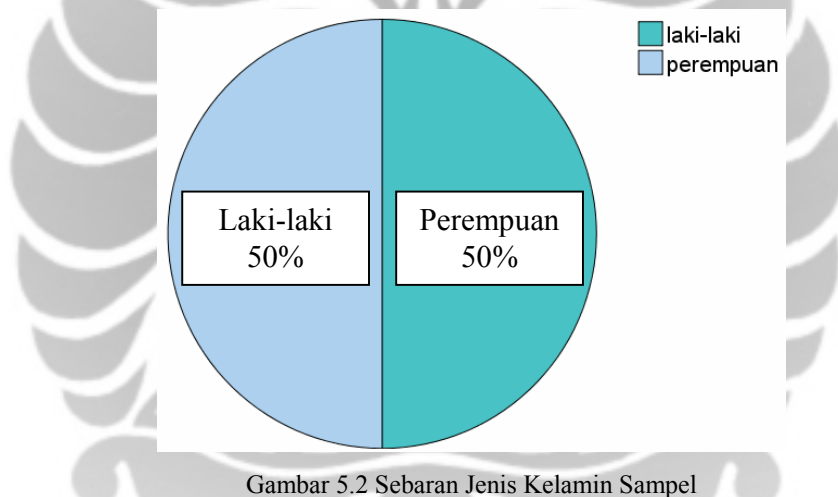 laki-laki
perempuan
Laki-laki
50%
Perempuan
50%
Gambar 5.2 Sebaran Jenis Kelamin Sampel